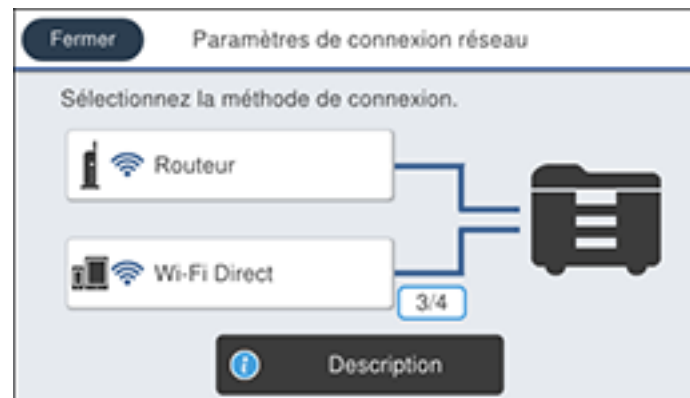 Fermer
Paramètres de connexion réseau
Sélectionnez la méthode de connexion.
Routeur
Wi-Fi Direct
3/4
Description